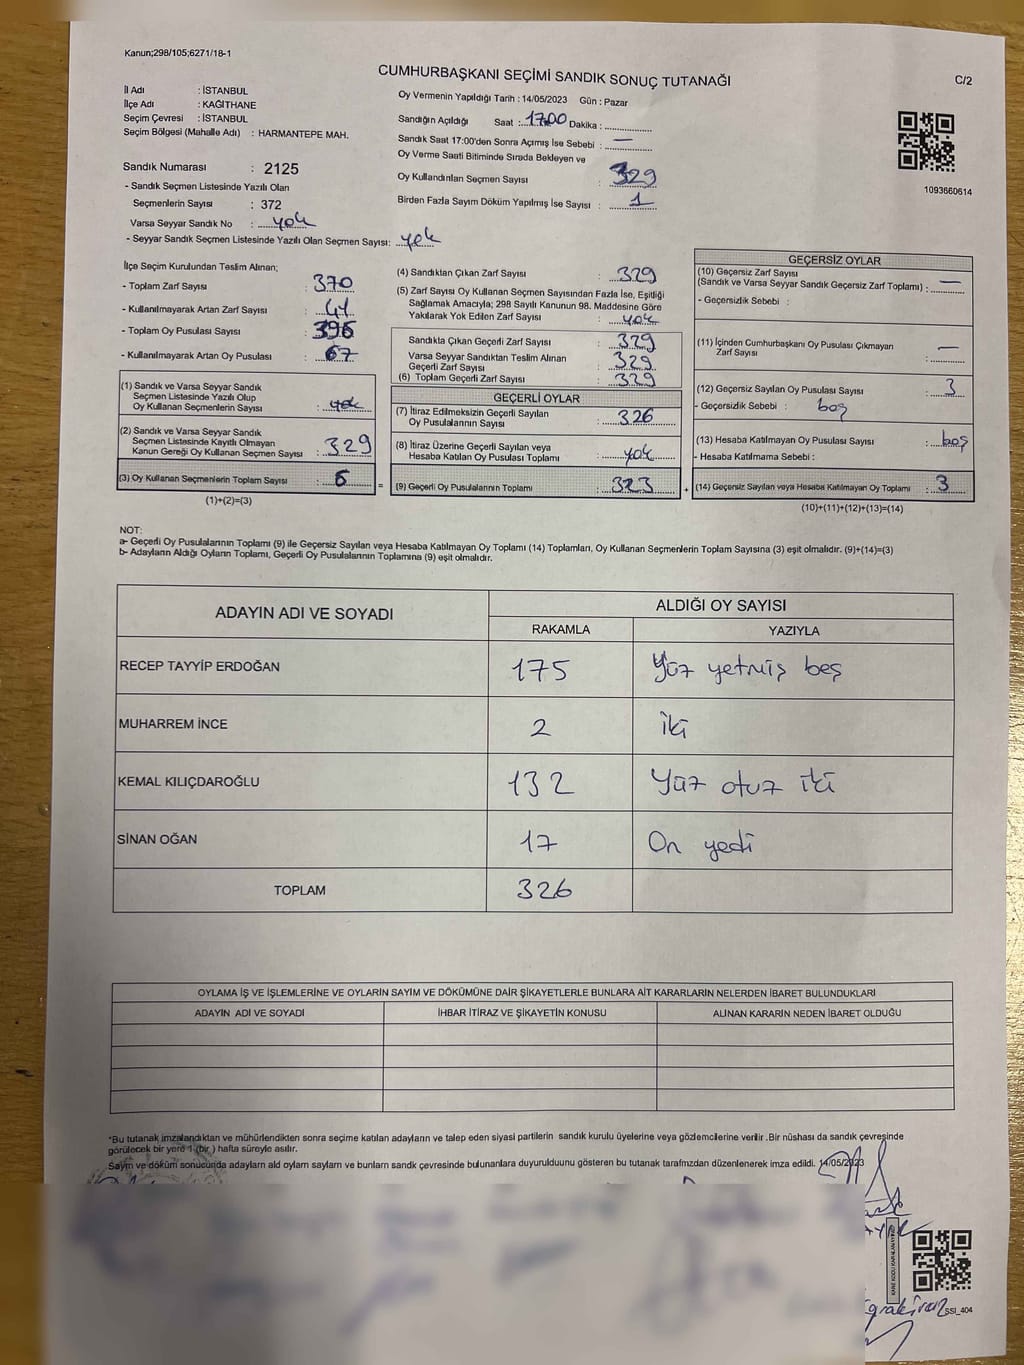 Kanun;298/105;6271/18-1
CUMHURBAŞKANI SEÇİMİ SANDIK SONUÇ TUTANAĞI
C/2
İl Adı : İSTANBUL
İlçe Adı : KAĞITHANE
Seçim Çevresi : İSTANBUL
Seçim Bölgesi (Mahalle Adı) : HARMANTEPE MAH.
Sandık Numarası : 2125
- Sandık Seçmen Listesinde Yazılı Olan
Seçmenlerin Sayısı : 372
Varsa Seyyar Sandık No : yok
- Seyyar Sandık Seçmen Listesinde Yazılı Olan Seçmen Sayısı: yok
Oy Vermenin Yapıldığı Tarih : 14/05/2023 Gün : Pazar
Sandığın Açıldığı Saat : 17.00 Dakika :
Sandık Saat 17:00'den Sonra Açımış İse Sebebi : —
Oy Verme Saati Bitiminde Sırada Bekleyen ve
Oy Kullandırılan Seçmen Sayısı : 329
Birden Fazla Sayım Döküm Yapılmış İse Sayısı : 1
1093660614
İlçe Seçim Kurulundan Teslim Alınan;
- Toplam Zarf Sayısı : 370
- Kullanılmayarak Artan Zarf Sayısı : 41
- Toplam Oy Pusulası Sayısı : 396
- Kullanılmayarak Artan Oy Pusulası : 67
(1) Sandık ve Varsa Seyyar Sandık
Seçmen Listesinde Yazılı Olup
Oy Kullanan Seçmenlerin Sayısı : yok
(2) Sandık ve Varsa Seyyar Sandık
Seçmen Listesinde Kayıtlı Olmayan
Kanun Gereği Oy Kullanan Seçmen Sayısı : 329
(3) Oy Kullanan Seçmenlerin Toplam Sayısı :
(1)+(2)=(3)
(4) Sandıktan Çıkan Zarf Sayısı : 329
(5) Zarf Sayısı Oy Kullanan Seçmen Sayısından Fazla İse, Eşitliği
Sağlamak Amacıyla; 298 Sayılı Kanunun 98. Maddesine Göre
Yakılarak Yok Edilen Zarf Sayısı : yok
Sandıkta Çıkan Geçerli Zarf Sayısı : 329
Varsa Seyyar Sandıktan Teslim Alınan
Geçerli Zarf Sayısı : 329
(6) Toplam Geçerli Zarf Sayısı : 329
GEÇERLİ OYLAR
(7) İtiraz Edilmeksizin Geçerli Sayılan
Oy Pusulalarının Sayısı : 326
(8) İtiraz Üzerine Geçerli Sayılan veya
Hesaba Katılan Oy Pusulası Toplamı : yok
= (9) Geçerli Oy Pusulalarının Toplamı : 323 +
GEÇERSİZ OYLAR
(10) Geçersiz Zarf Sayısı
(Sandık ve Varsa Seyyar Sandık Geçersiz Zarf Toplamı) : —
- Geçersizlik Sebebi :
(11) İçinden Cumhurbaşkanı Oy Pusulası Çıkmayan
Zarf Sayısı : —
(12) Geçersiz Sayılan Oy Pusulası Sayısı : 3
- Geçersizlik Sebebi : boş
(13) Hesaba Katılmayan Oy Pusulası Sayısı : boş
- Hesaba Katılmama Sebebi :
(14) Geçersiz Sayılan veya Hesaba Katılmayan Oy Toplamı : 3
(10)+(11)+(12)+(13)=(14)
NOT:
a- Geçerli Oy Pusulalarının Toplamı (9) ile Geçersiz Sayılan veya Hesaba Katılmayan Oy Toplamı (14) Toplamları, Oy Kullanan Seçmenlerin Toplam Sayısına (3) eşit olmalıdır. (9)+(14)=(3)
b- Adayların Aldığı Oyların Toplamı, Geçerli Oy Pusulalarının Toplamına (9) eşit olmalıdır.
ADAYIN ADI VE SOYADI
ALDIĞI OY SAYISI
RAKAMLA YAZIYLA
RECEP TAYYİP ERDOĞAN 175 Yüz yetmiş beş
MUHARREM İNCE 2 İki
KEMAL KILIÇDAROĞLU 132 Yüz otuz iki
SİNAN OĞAN 17 On yedi
TOPLAM 326
OYLAMA İŞ VE İŞLEMLERİNE VE OYLARIN SAYIM VE DÖKÜMÜNE DAİR ŞİKAYETLERLE BUNLARA AİT KARARLARIN NELERDEN İBARET BULUNDUKLARI
ADAYIN ADI VE SOYADI İHBAR İTİRAZ VE ŞİKAYETİN KONUSU ALINAN KARARIN NEDEN İBARET OLDUĞU
*Bu tutanak imzalandıktan ve mühürlendikten sonra seçime katılan adayların ve talep eden siyasi partilerin sandık kurulu üyelerine veya gözlemcilerine verilir .Bir nüshası da sandık çevresinde
görülecek bir yere 1 (bir ) hafta süreyle asılır.
Sayım ve döküm sonucunda adayların ald oyların sayların ve bunların sandk çevresinde bulunanlara duyurulduunu gösteren bu tutanak tarafmzdan düzenlenerek imza edildi. 14/05/2023
SSI_404